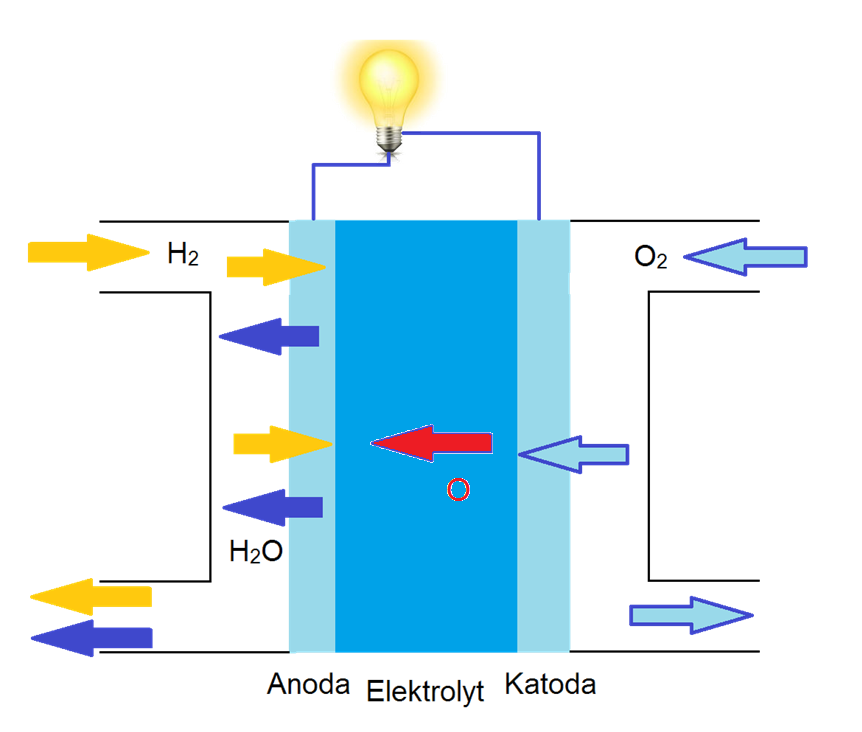 H₂
O₂
O
H₂O
Anoda
Elektrolyt
Katoda